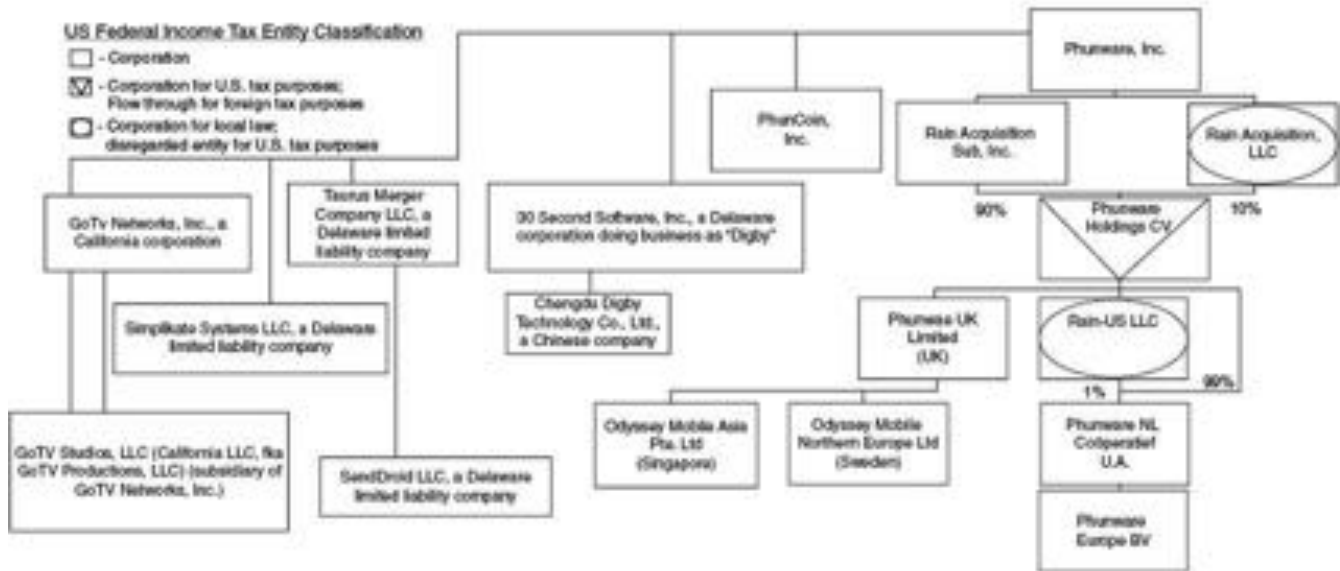 US Federal Income Tax Entity Classification
- Corporation
- Corporation for U.S. tax purposes;
Flow through for foreign tax purposes
- Corporation for local law;
disregarded entity for U.S. tax purposes
Phunware, Inc.
PhunCoin,
Inc.
Rain Acquisition
Sub, Inc.
Rain Acquisition,
LLC
GoTv Networks, Inc., a
California corporation
Taurus Merger
Company LLC, a
Delaware limited
liability company
30 Second Software, Inc., a Delaware
corporation doing business as "Digby"
90%
Phunware
Holdings CV
10%
Simplikate Systems LLC, a Delaware
limited liability company
Chengdu Digby
Technology Co., Ltd.,
a Chinese company
Phunwae UK
Limited
(UK)
Rain-US LLC
1%
99%
GoTV Studios, LLC (California LLC, fka
GoTV Productions, LLC) (subsidiary of
GoTV Networks, Inc.)
SendDroid LLC, a Delaware
limited liability company
Odyssey Mobile Asia
Pte. Ltd
(Singapore)
Odyssey Mobile
Northern Europe Ltd
(Sweden)
Phunware NL
Coöperatief
U.A.
Phunware
Europe BV